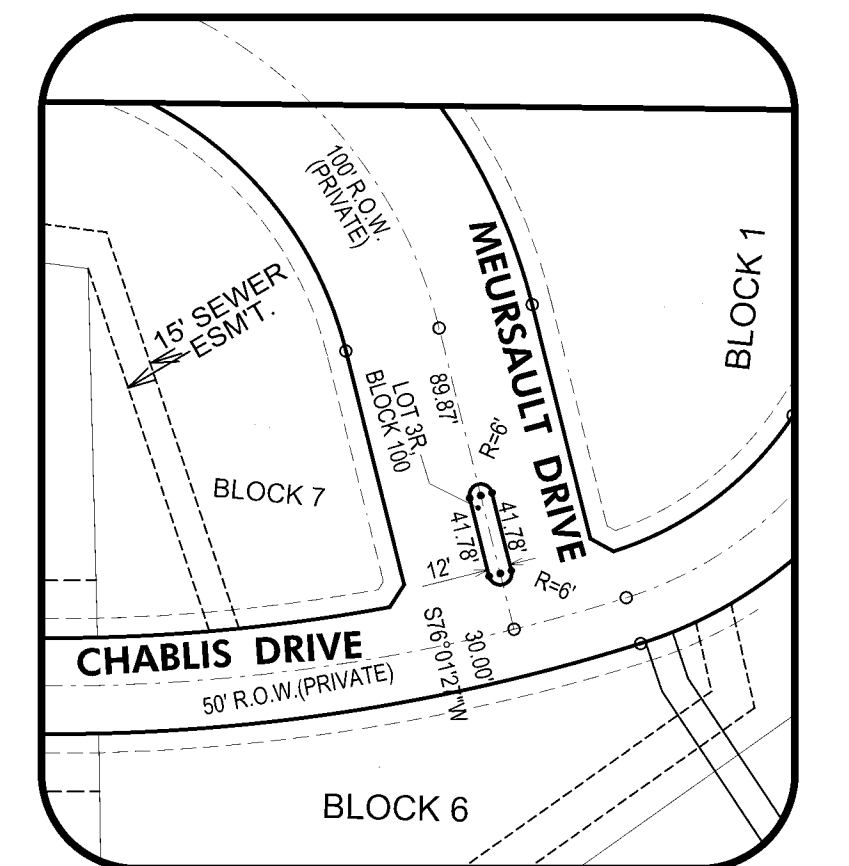 100' R.O.W.
(PRIVATE)
MEURSAULT DRIVE
BLOCK 1
15' SEWER
ESM'T.
89.87'
LOT 3R,
BLOCK 100
R=6'
BLOCK 7
41.78'
41.78'
12'
R=6'
S76°01'27"W
30.00'
CHABLIS DRIVE
50' R.O.W.(PRIVATE)
BLOCK 6